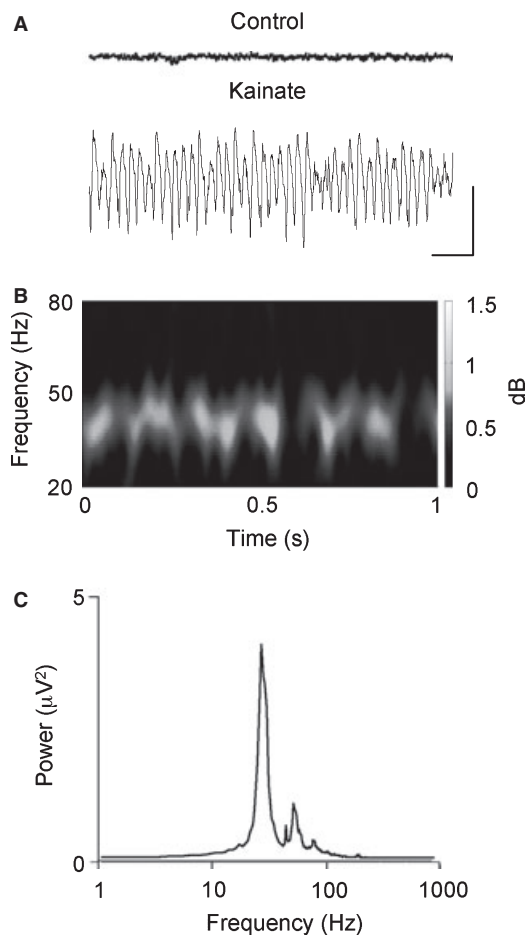 A
Control
Kainate
B
80
50
20
Frequency (Hz)
0
0.5
1
Time (s)
1.5
1
0.5
0
dB
C
5
0
Power (μV²)
1
10
100
1000
Frequency (Hz)